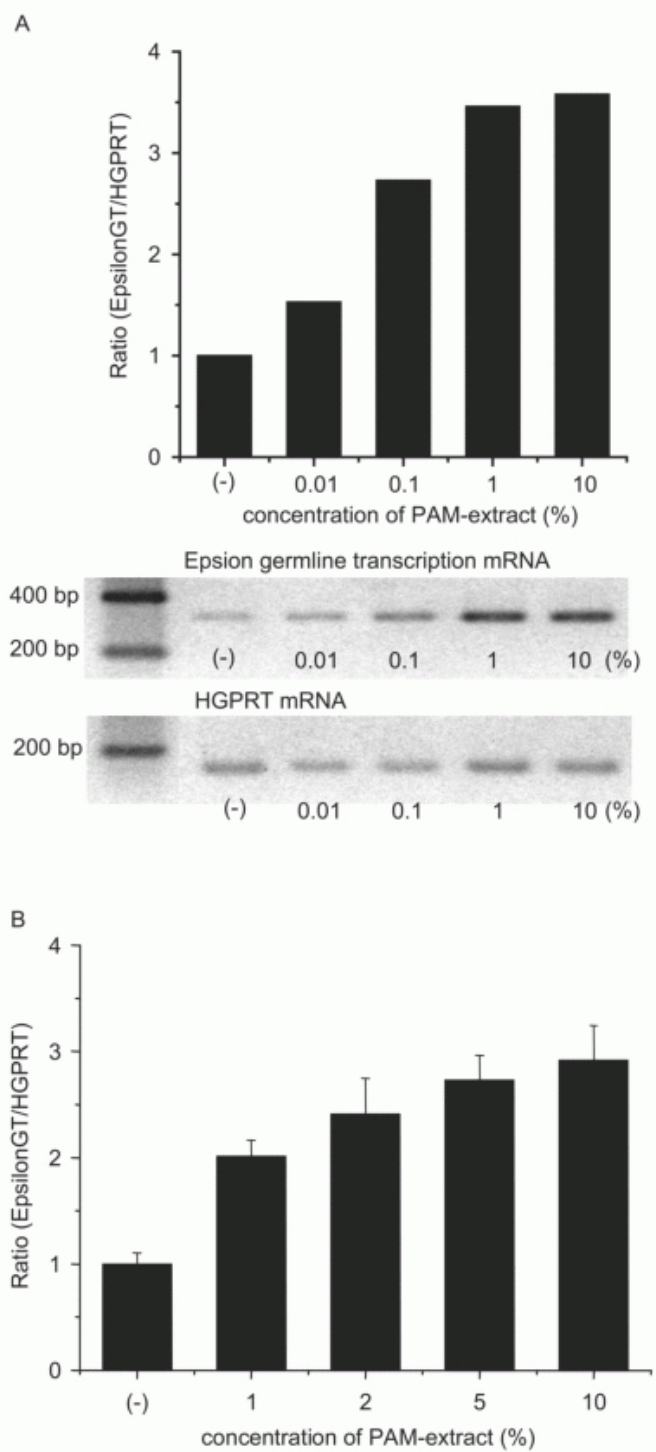 A
4
3
2
1
0
Ratio (EpsilonGT/HGPRT)
(-) 0.01 0.1 1 10
concentration of PAM-extract (%)
Epsion germline transcription mRNA
400 bp
200 bp
(-) 0.01 0.1 1 10 (%)
HGPRT mRNA
200 bp
(-) 0.01 0.1 1 10 (%)
B
4
3
2
1
0
Ratio (EpsilonGT/HGPRT)
(-) 1 2 5 10
concentration of PAM-extract (%)